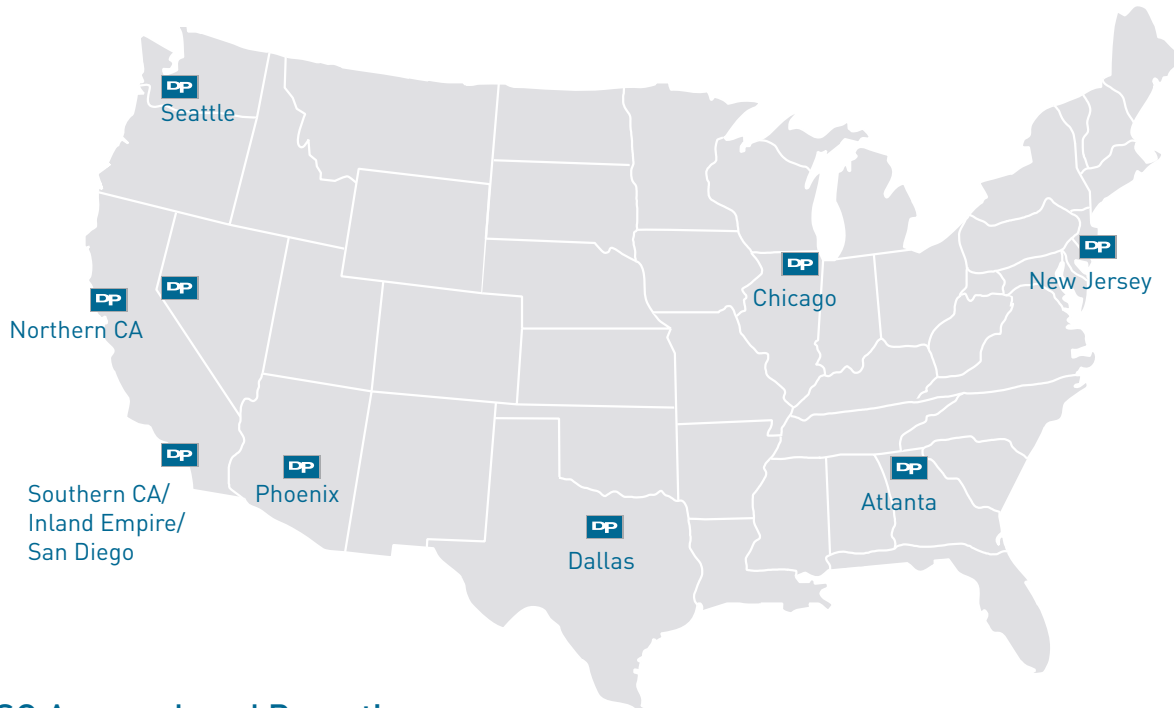 DP
Seattle
DP
New Jersey
DP
Chicago
DP
DP
Northern CA
DP
Southern CA/
Inland Empire/
San Diego
DP
Phoenix
DP
Atlanta
DP
Dallas